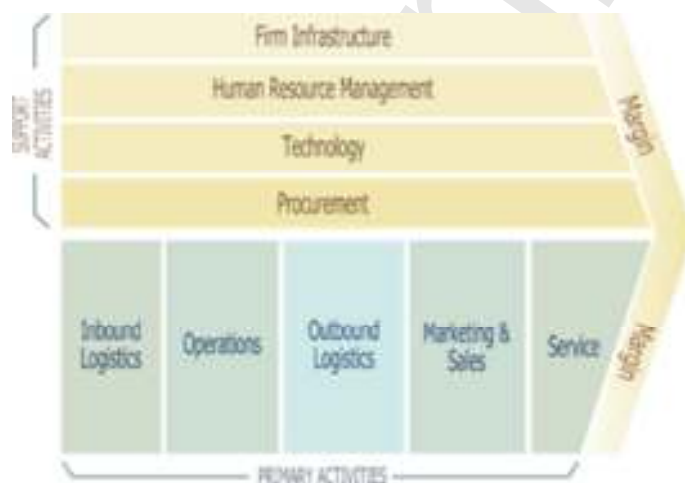 Firm Infrastructure
Human Resource Management
Technology
Procurement
SUPPORT
ACTIVITIES
Margin
Inbound
Logistics
Operations
Outbound
Logistics
Marketing &
Sales
Service
Margin
PRIMARY ACTIVITIES